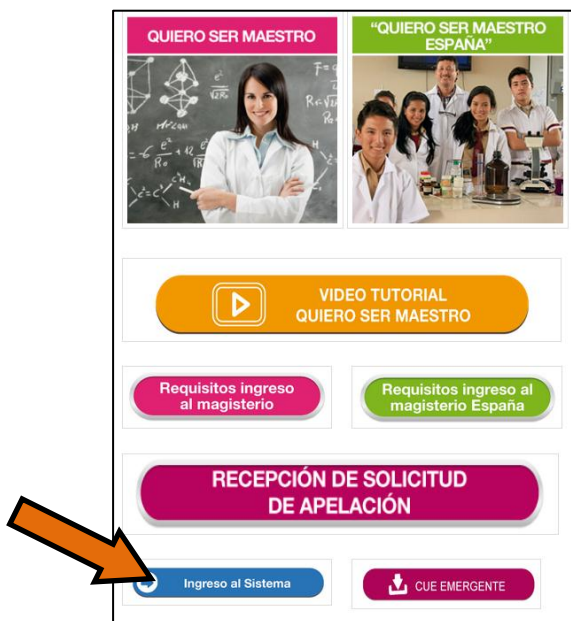 QUIERO SER MAESTRO
“QUIERO SER MAESTRO
ESPAÑA”
VIDEO TUTORIAL
QUIERO SER MAESTRO
Requisitos ingreso
al magisterio
Requisitos ingreso al
magisterio España
RECEPCIÓN DE SOLICITUD
DE APELACIÓN
Ingreso al Sistema
CUE EMERGENTE